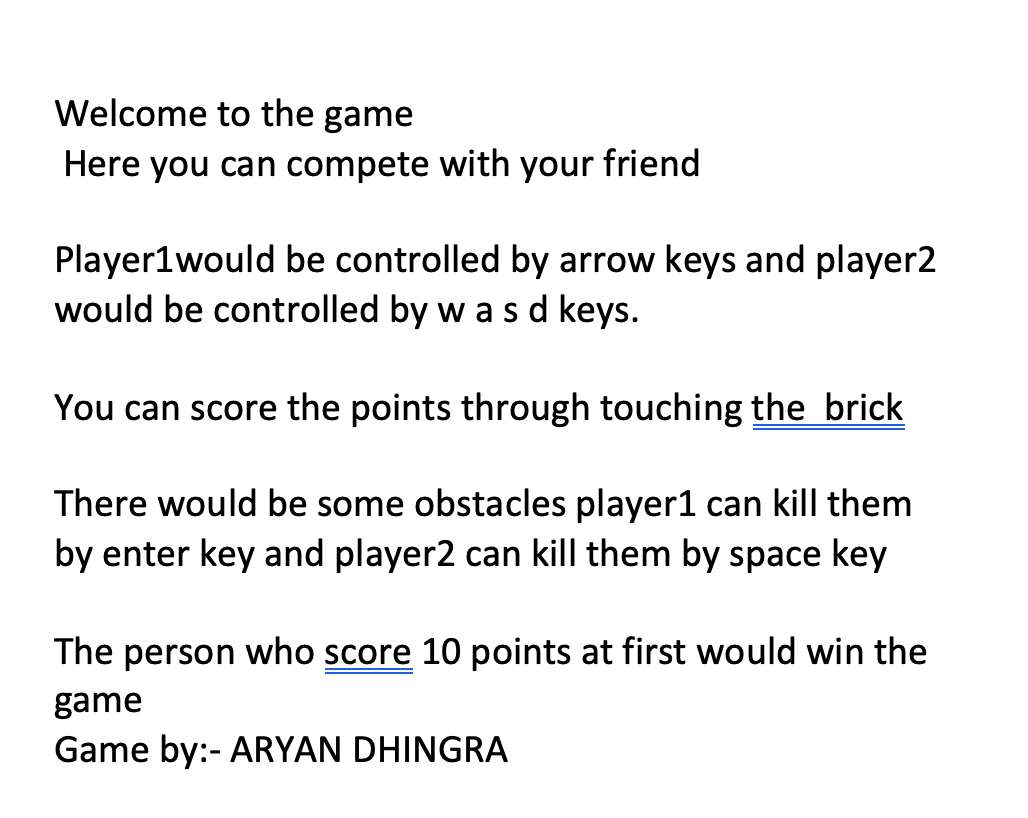 Welcome to the game
Here you can compete with your friend
Player1would be controlled by arrow keys and player2
would be controlled by w a s d keys.
You can score the points through touching the  brick
There would be some obstacles player1 can kill them
by enter key and player2 can kill them by space key
The person who score 10 points at first would win the
game
Game by:- ARYAN DHINGRA